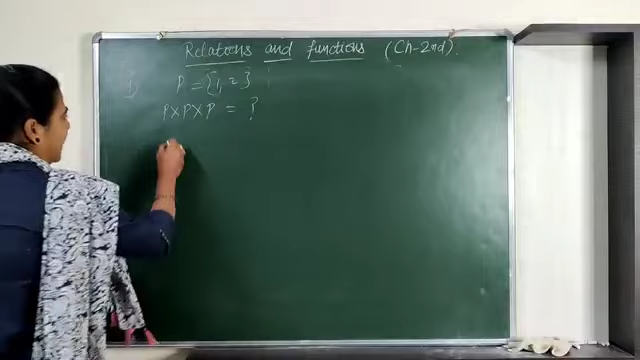 Relations and functions (Ch-2nd).
1, P = {1, 2}
P×P×P = ?